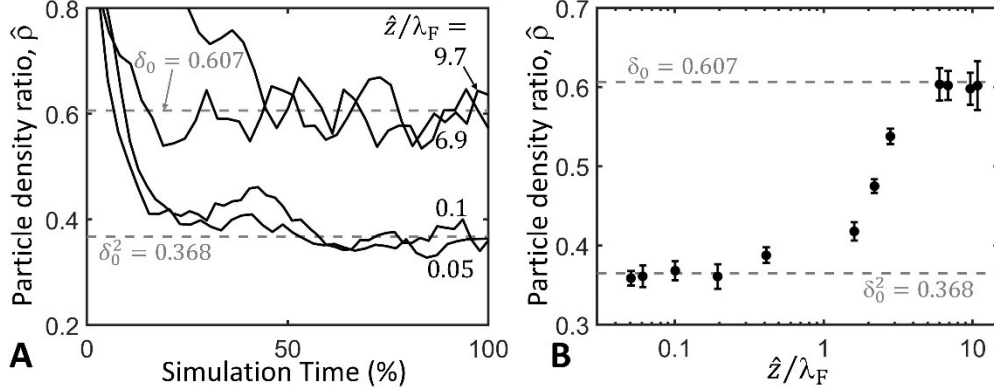 Particle density ratio, ρ̂
0.8
0.6
0.4
0.2
δ₀ = 0.607
ẑ/λ_F =
9.7
6.9
0.1
0.05
δ₀² = 0.368
0
50
100
A
Simulation Time (%)
Particle density ratio, ρ̂
0.7
0.6
0.5
0.4
0.3
δ₀ = 0.607
δ₀² = 0.368
0.1
1
10
B
ẑ/λ_F